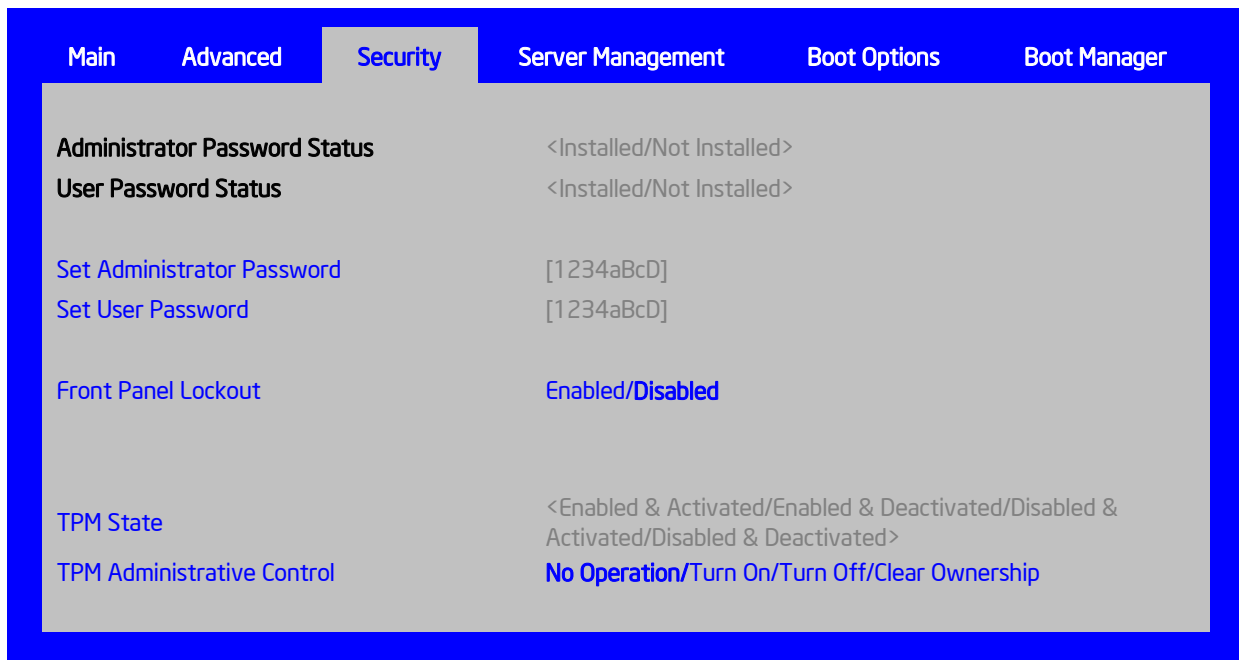 Main Advanced Security Server Management Boot Options Boot Manager
Administrator Password Status <Installed/Not Installed>
User Password Status <Installed/Not Installed>
Set Administrator Password [1234aBcD]
Set User Password [1234aBcD]
Front Panel Lockout Enabled/Disabled
TPM State <Enabled & Activated/Enabled & Deactivated/Disabled &
Activated/Disabled & Deactivated>
TPM Administrative Control No Operation/Turn On/Turn Off/Clear Ownership